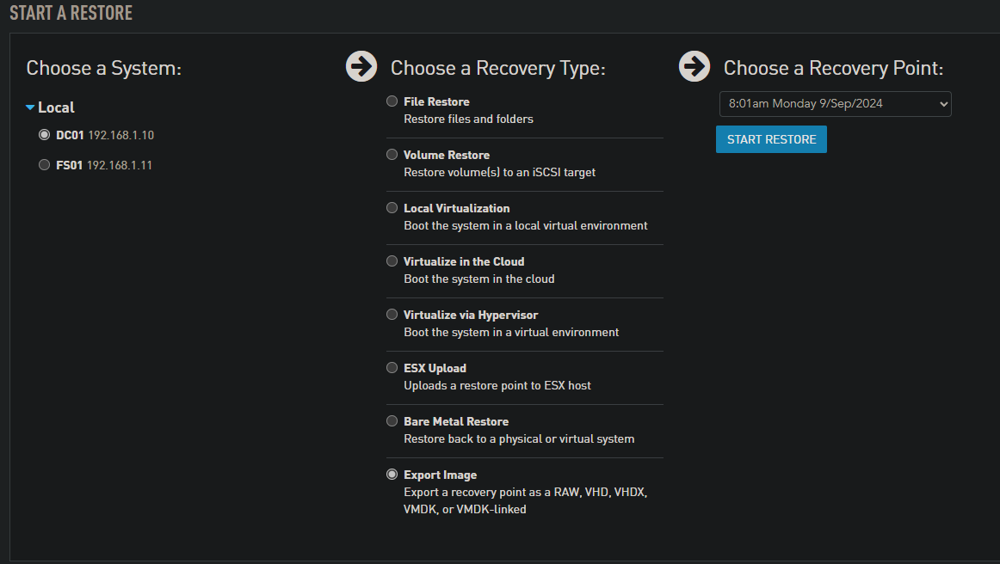 START A RESTORE
Choose a System:
Local
DC01 192.168.1.10
FS01 192.168.1.11
Choose a Recovery Type:
File Restore
Restore files and folders
Volume Restore
Restore volume(s) to an iSCSI target
Local Virtualization
Boot the system in a local virtual environment
Virtualize in the Cloud
Boot the system in the cloud
Virtualize via Hypervisor
Boot the system in a virtual environment
ESX Upload
Uploads a restore point to ESX host
Bare Metal Restore
Restore back to a physical or virtual system
Export Image
Export a recovery point as a RAW, VHD, VHDX,
VMDK, or VMDK-linked
Choose a Recovery Point:
8:01am Monday 9/Sep/2024
START RESTORE